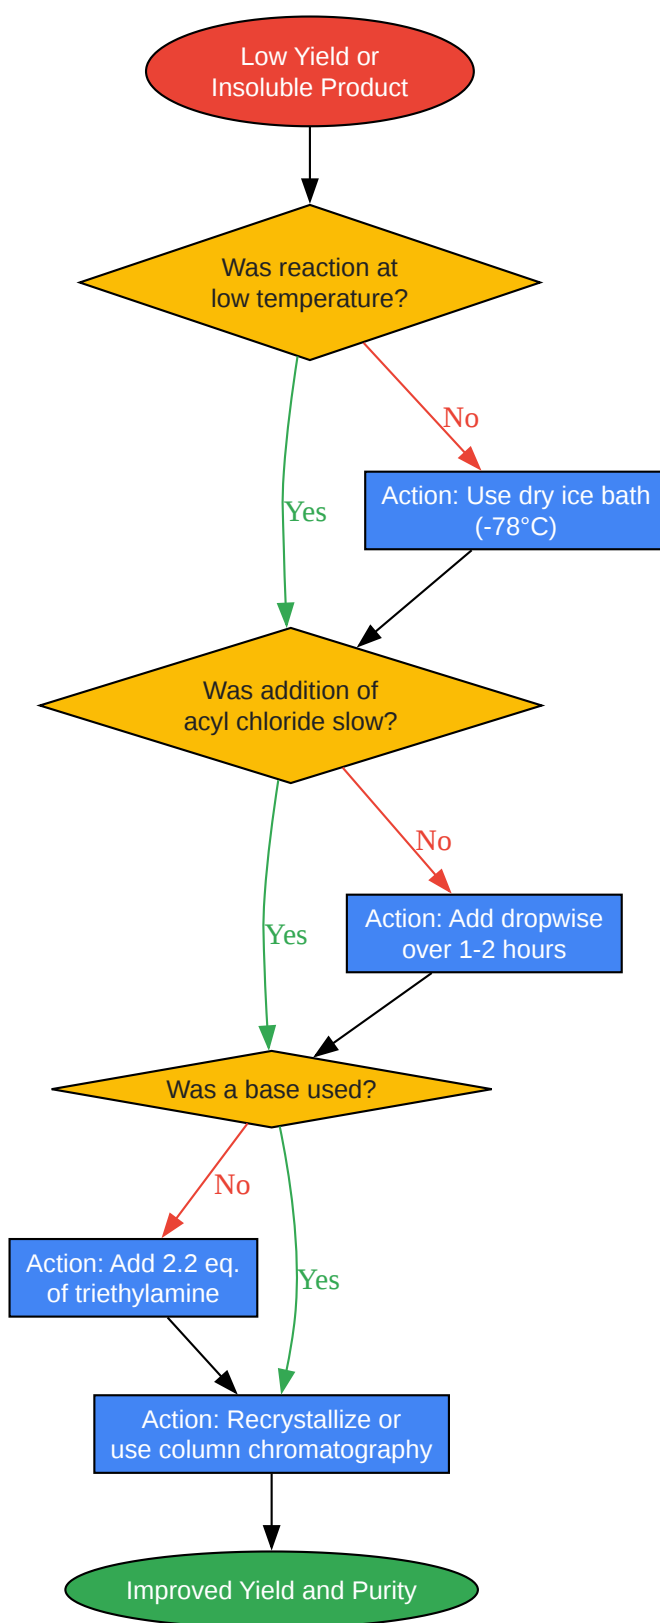 Low Yield or
Insoluble Product
Was reaction at
low temperature?
No
Action: Use dry ice bath
(-78°C)
Yes
Was addition of
acyl chloride slow?
No
Action: Add dropwise
over 1-2 hours
Yes
Was a base used?
No
Action: Add 2.2 eq.
of triethylamine
Yes
Action: Recrystallize or
use column chromatography
Improved Yield and Purity